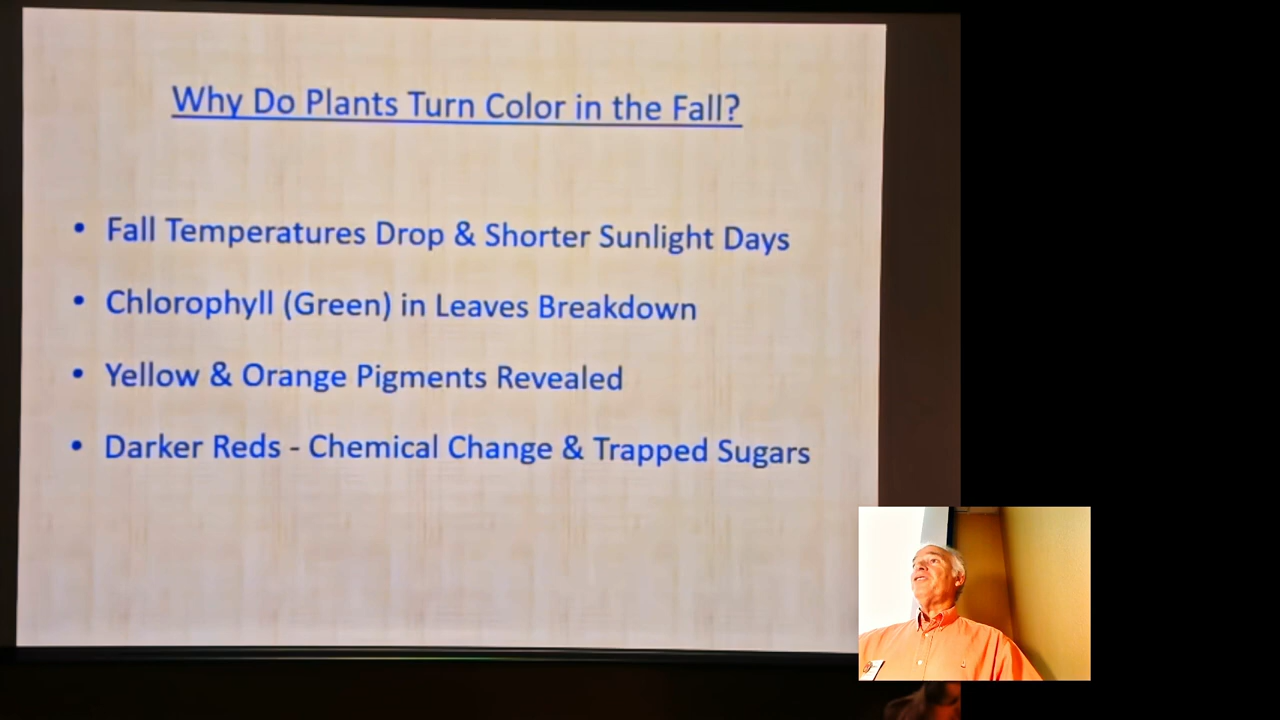 Why Do Plants Turn Color in the Fall?
• Fall Temperatures Drop & Shorter Sunlight Days
• Chlorophyll (Green) in Leaves Breakdown
• Yellow & Orange Pigments Revealed
• Darker Reds - Chemical Change & Trapped Sugars